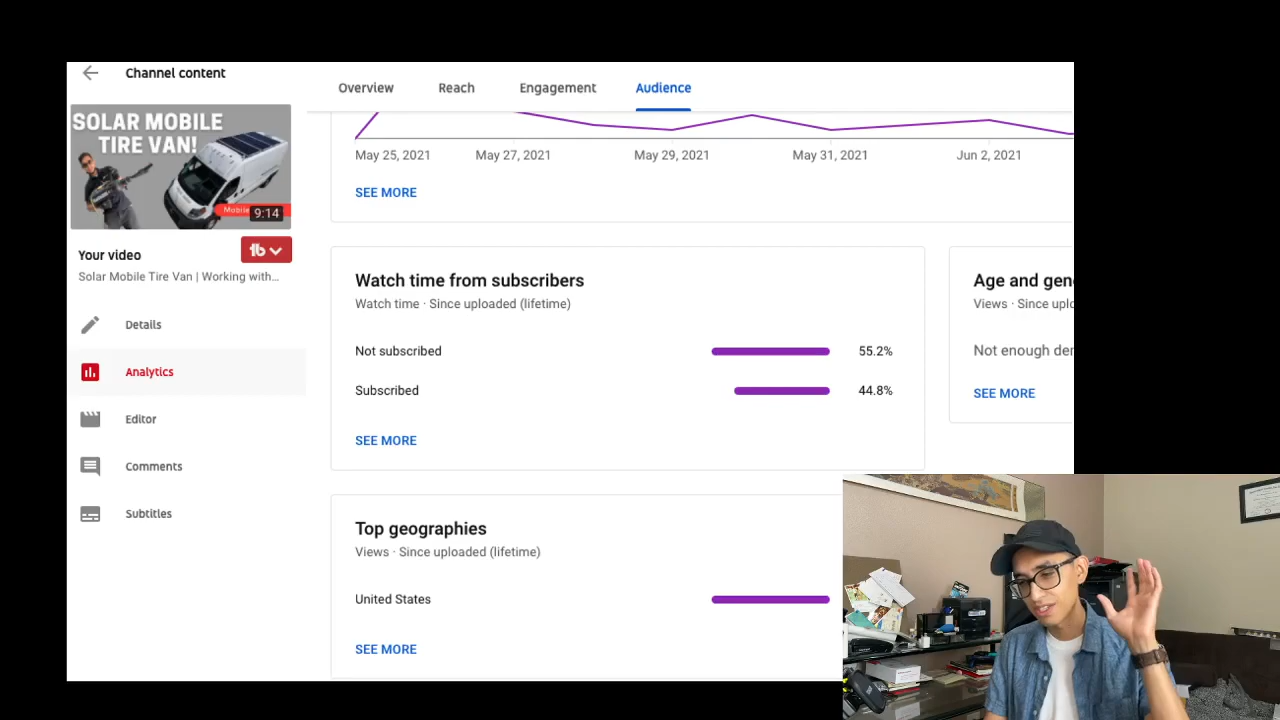 Channel content
SOLAR MOBILE
TIRE VAN!
Mobile
9:14
Your video
tb
Solar Mobile Tire Van | Working with...
Details
Analytics
Editor
Comments
Subtitles
Overview
Reach
Engagement
Audience
May 25, 2021
May 27, 2021
May 29, 2021
May 31, 2021
Jun 2, 2021
SEE MORE
Watch time from subscribers
Watch time · Since uploaded (lifetime)
Not subscribed
55.2%
Subscribed
44.8%
SEE MORE
Age and gen
Views · Since uplo
Not enough de
SEE MORE
Top geographies
Views · Since uploaded (lifetime)
United States
SEE MORE